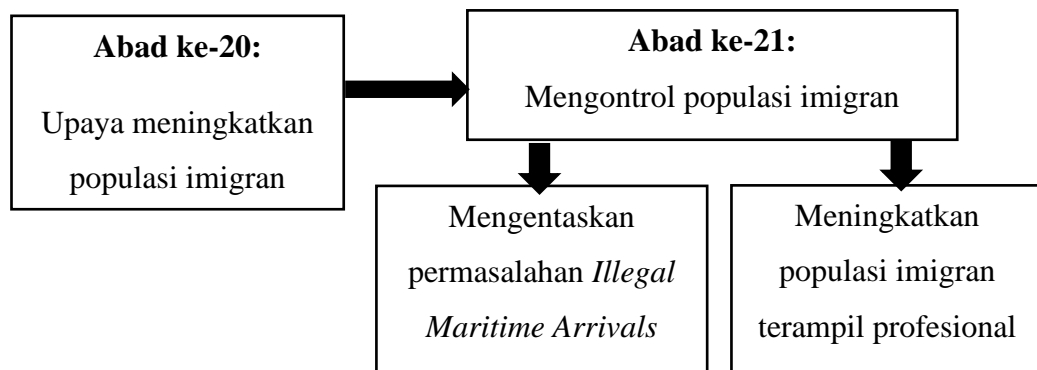 Abad ke-20:
Upaya meningkatkan
populasi imigran
Abad ke-21:
Mengontrol populasi imigran
Mengentaskan
permasalahan Illegal
Maritime Arrivals
Meningkatkan
populasi imigran
terampil profesional